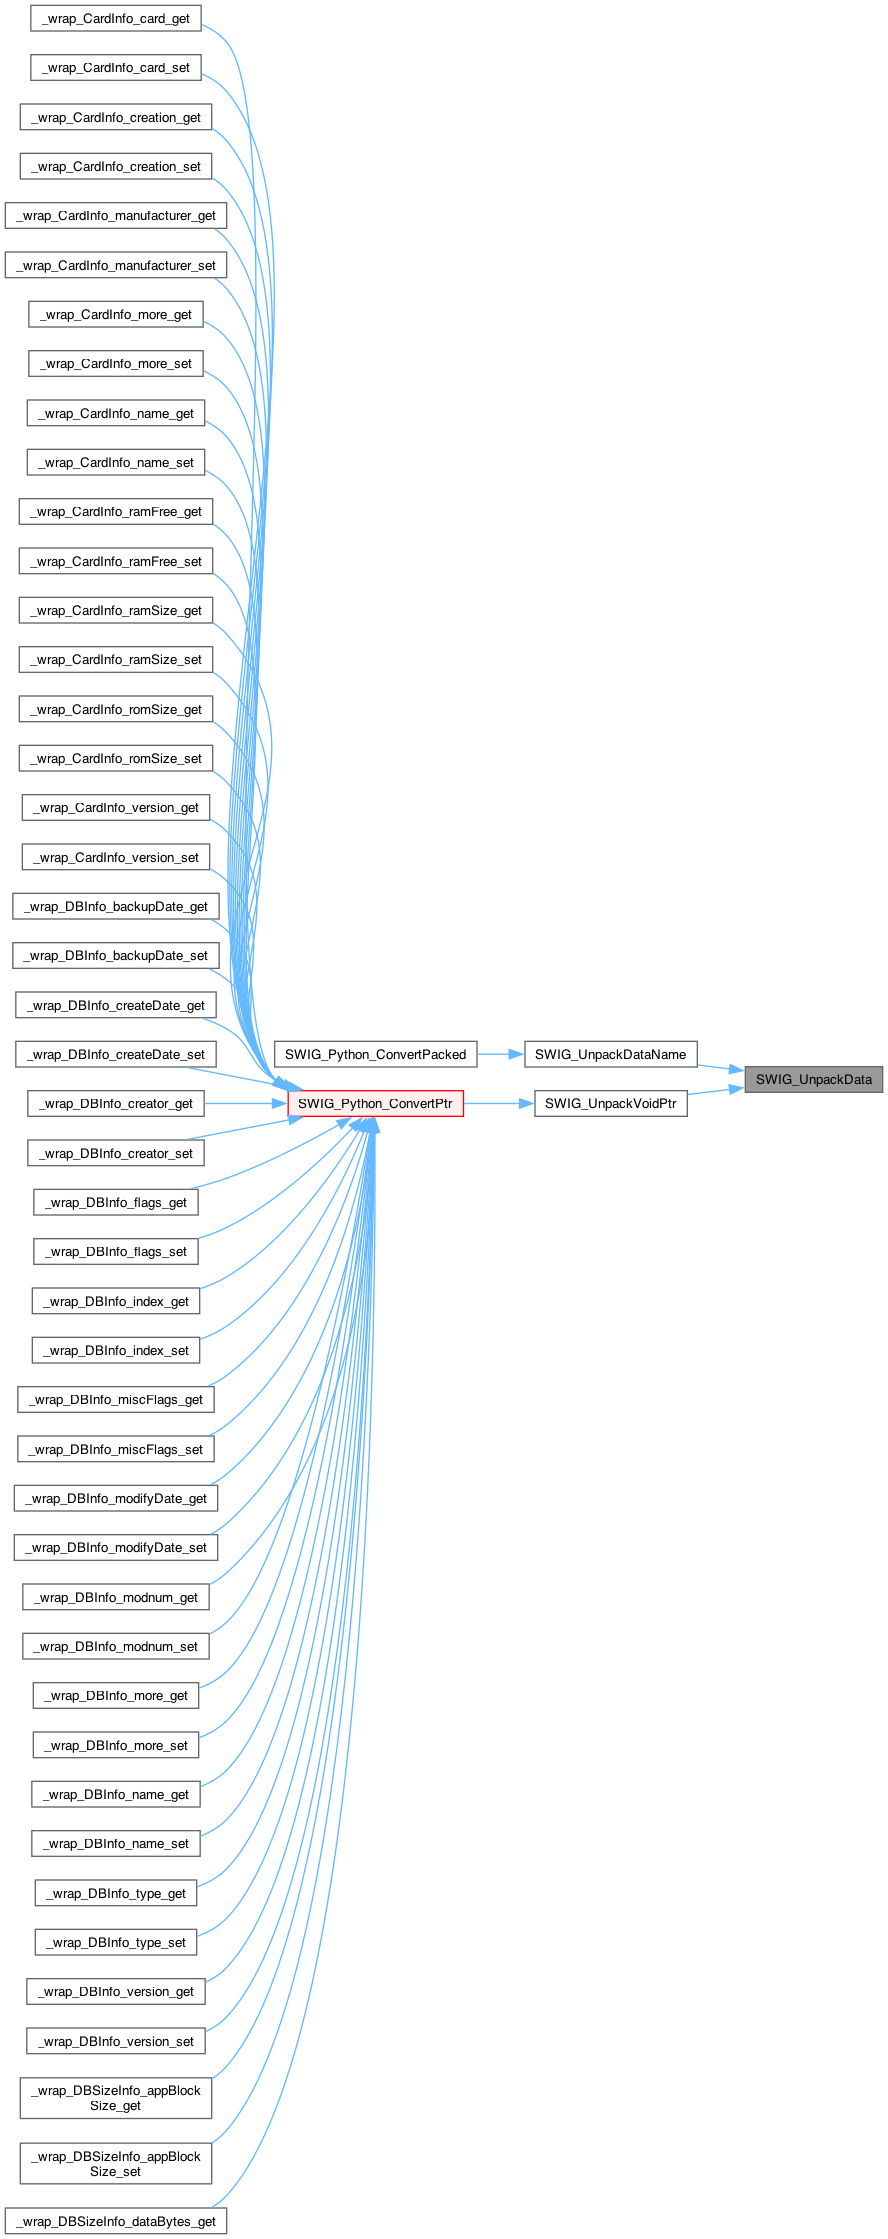 _wrap_CardInfo_card_get
_wrap_CardInfo_card_set
_wrap_CardInfo_creation_get
_wrap_CardInfo_creation_set
_wrap_CardInfo_manufacturer_get
_wrap_CardInfo_manufacturer_set
_wrap_CardInfo_more_get
_wrap_CardInfo_more_set
_wrap_CardInfo_name_get
_wrap_CardInfo_name_set
_wrap_CardInfo_ramFree_get
_wrap_CardInfo_ramFree_set
_wrap_CardInfo_ramSize_get
_wrap_CardInfo_ramSize_set
_wrap_CardInfo_romSize_get
_wrap_CardInfo_romSize_set
_wrap_CardInfo_version_get
_wrap_CardInfo_version_set
_wrap_DBInfo_backupDate_get
_wrap_DBInfo_backupDate_set
_wrap_DBInfo_createDate_get
_wrap_DBInfo_createDate_set
SWIG_Python_ConvertPacked
SWIG_UnpackDataName
SWIG_UnpackData
_wrap_DBInfo_creator_get
SWIG_Python_ConvertPtr
SWIG_UnpackVoidPtr
_wrap_DBInfo_creator_set
_wrap_DBInfo_flags_get
_wrap_DBInfo_flags_set
_wrap_DBInfo_index_get
_wrap_DBInfo_index_set
_wrap_DBInfo_miscFlags_get
_wrap_DBInfo_miscFlags_set
_wrap_DBInfo_modifyDate_get
_wrap_DBInfo_modifyDate_set
_wrap_DBInfo_modnum_get
_wrap_DBInfo_modnum_set
_wrap_DBInfo_more_get
_wrap_DBInfo_more_set
_wrap_DBInfo_name_get
_wrap_DBInfo_name_set
_wrap_DBInfo_type_get
_wrap_DBInfo_type_set
_wrap_DBInfo_version_get
_wrap_DBInfo_version_set
_wrap_DBSizeInfo_appBlock
Size_get
_wrap_DBSizeInfo_appBlock
Size_set
_wrap_DBSizeInfo_dataBytes_get